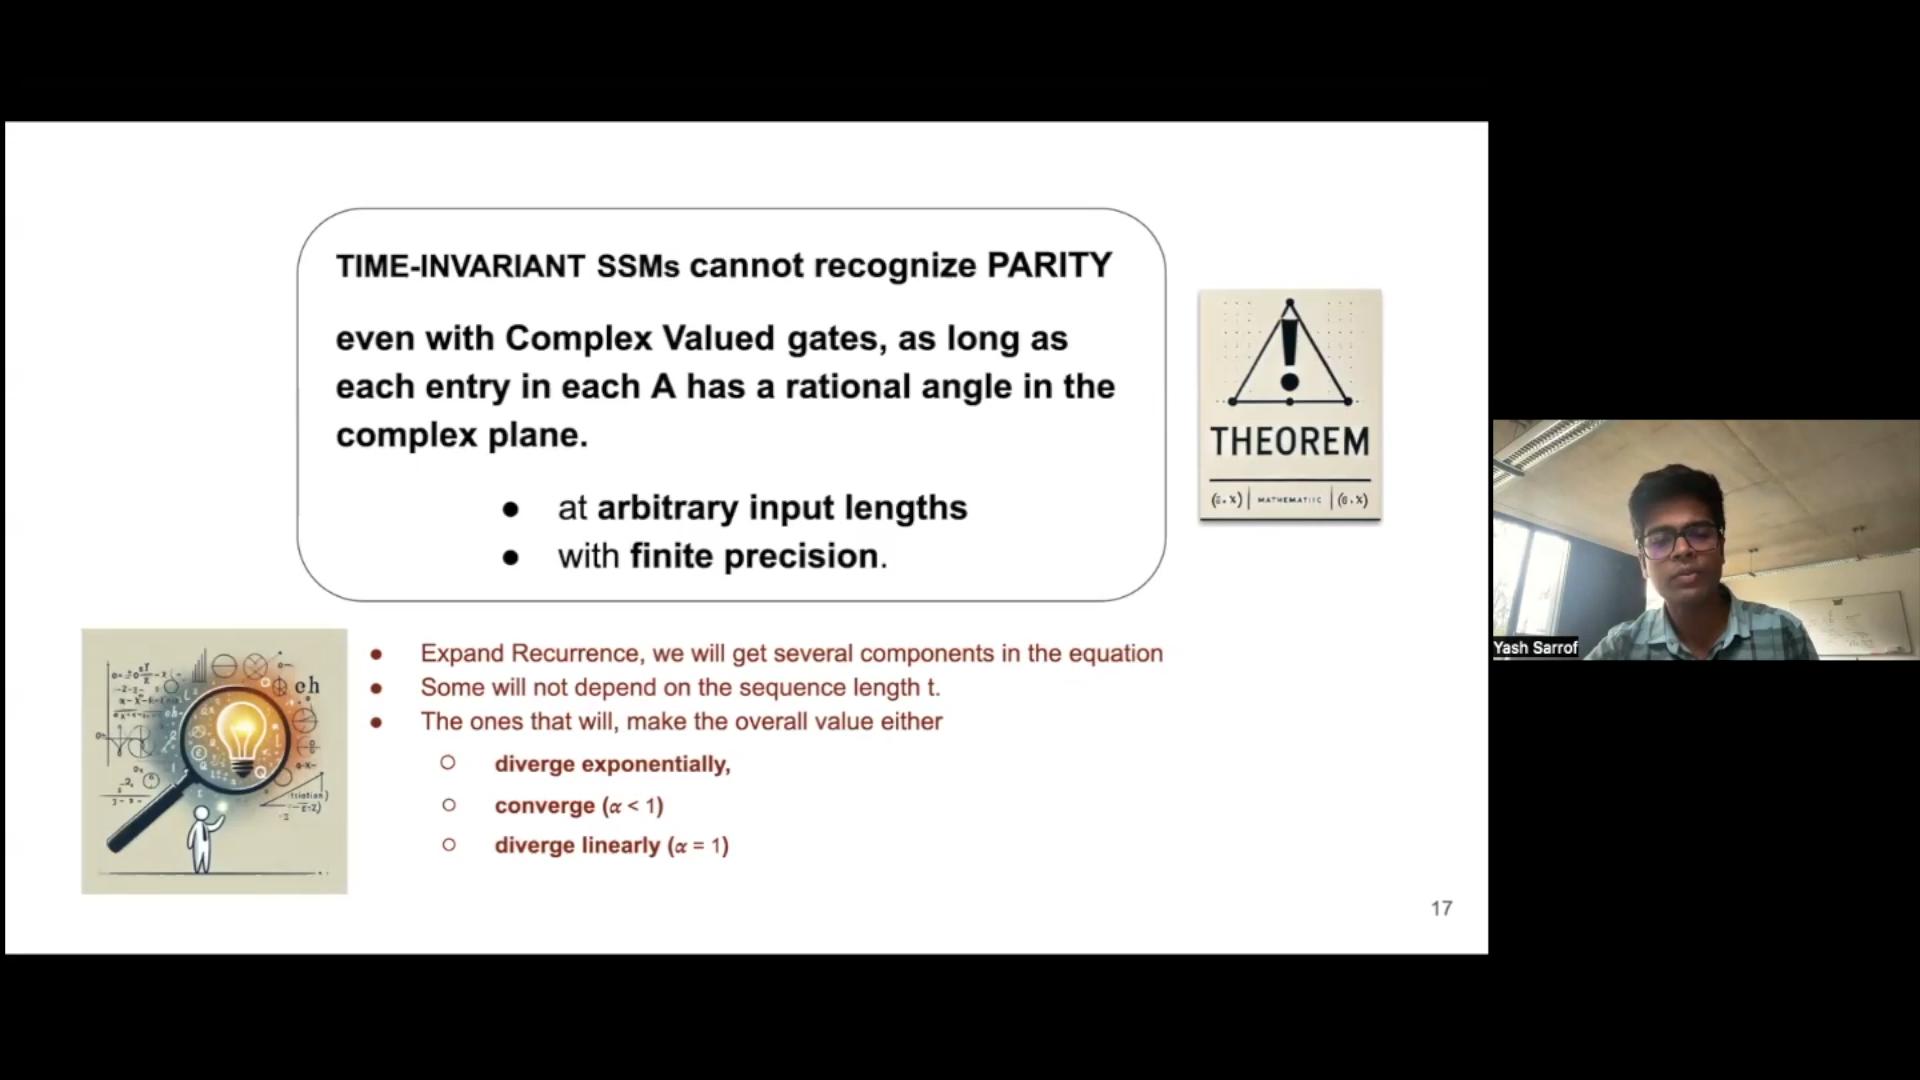 TIME-INVARIANT SSMs cannot recognize PARITY
even with Complex Valued gates, as long as
each entry in each A has a rational angle in the
complex plane.
● at arbitrary input lengths
● with finite precision.
THEOREM
MATHEMATIIC
● Expand Recurrence, we will get several components in the equation
● Some will not depend on the sequence length t.
● The ones that will, make the overall value either
○ diverge exponentially,
○ converge (α < 1)
○ diverge linearly (α = 1)
17
Yash Sarrof